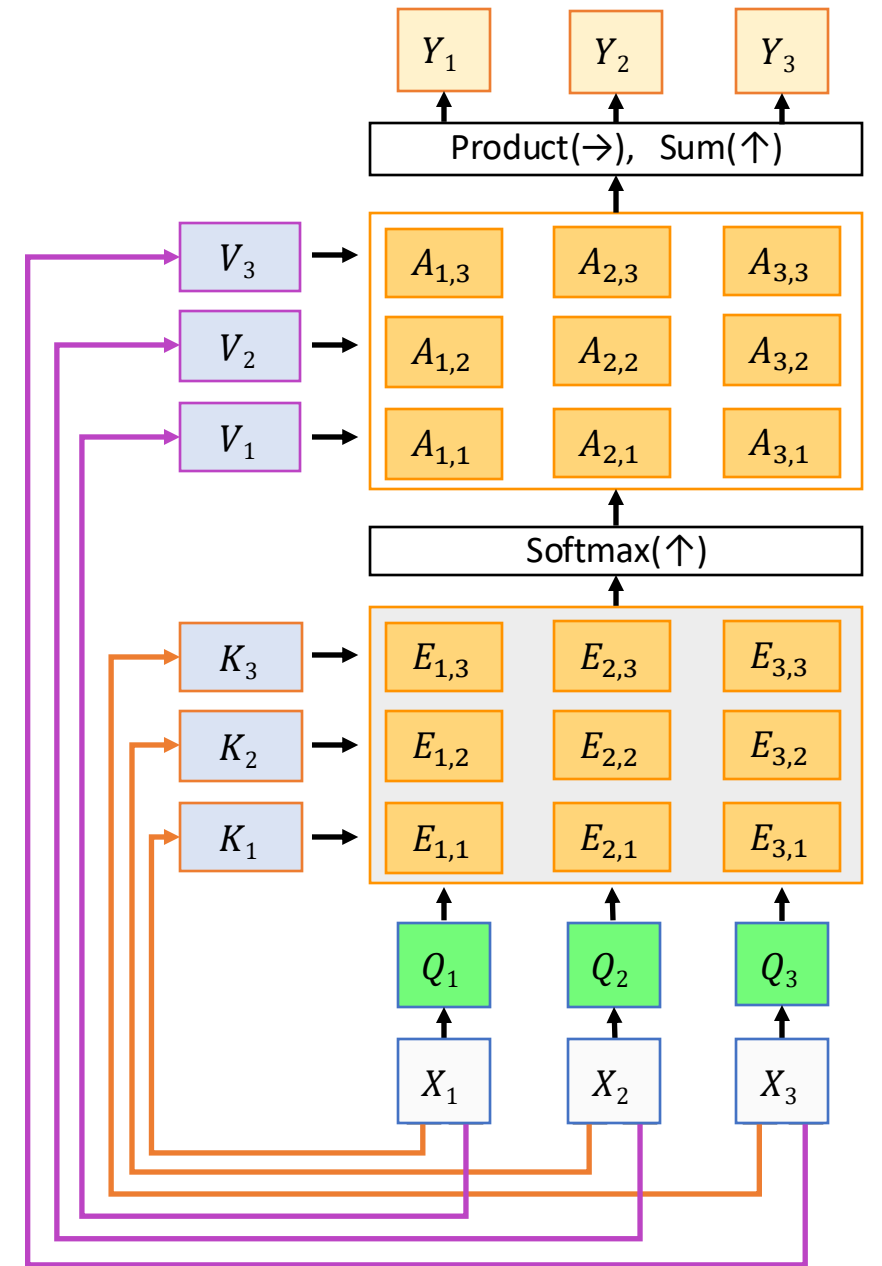 Y₁ Y₂ Y₃
Product(→), Sum(↑)
V₃ A₁,₃ A₂,₃ A₃,₃
V₂ A₁,₂ A₂,₂ A₃,₂
V₁ A₁,₁ A₂,₁ A₃,₁
Softmax(↑)
K₃ E₁,₃ E₂,₃ E₃,₃
K₂ E₁,₂ E₂,₂ E₃,₂
K₁ E₁,₁ E₂,₁ E₃,₁
Q₁ Q₂ Q₃
X₁ X₂ X₃